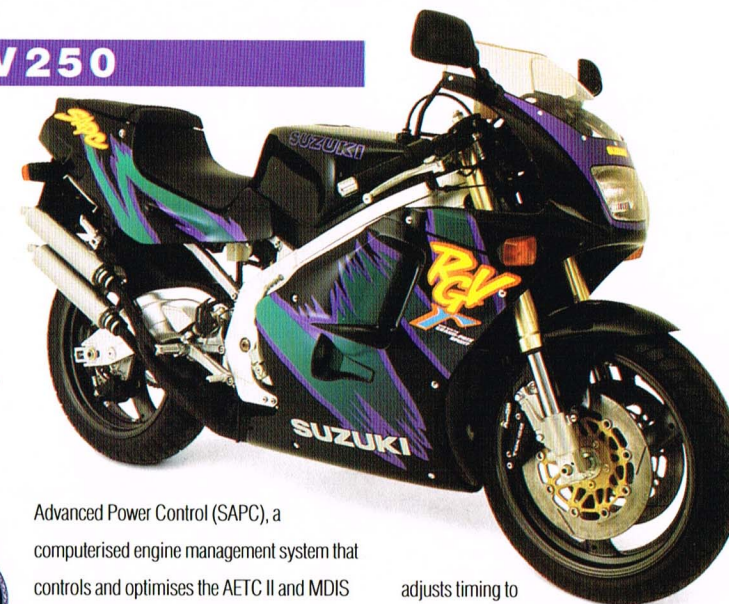 V250
SAPC
SUZUKI
RGV
Γ
SUZUKI
Advanced Power Control (SAPC), a
computerised engine management system that
controls and optimises the AETC II and MDIS
adjusts timing to